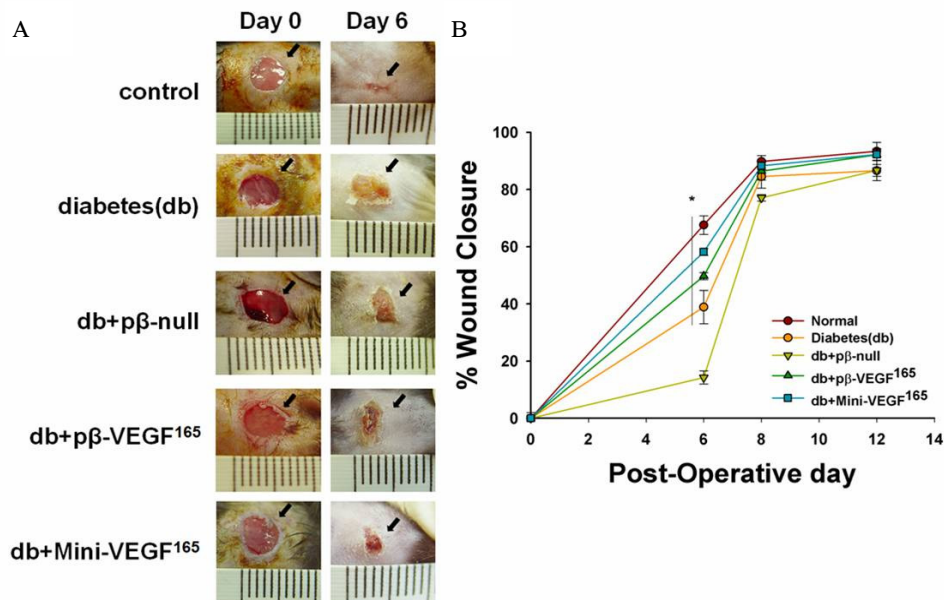 A
Day 0
Day 6
control
diabetes(db)
db+pβ-null
db+pβ-VEGF¹⁶⁵
db+Mini-VEGF¹⁶⁵
B
% Wound Closure
100
80
60
40
20
0
*
Normal
Diabetes(db)
db+pβ-null
db+pβ-VEGF¹⁶⁵
db+Mini-VEGF¹⁶⁵
0 2 4 6 8 10 12 14
Post-Operative day